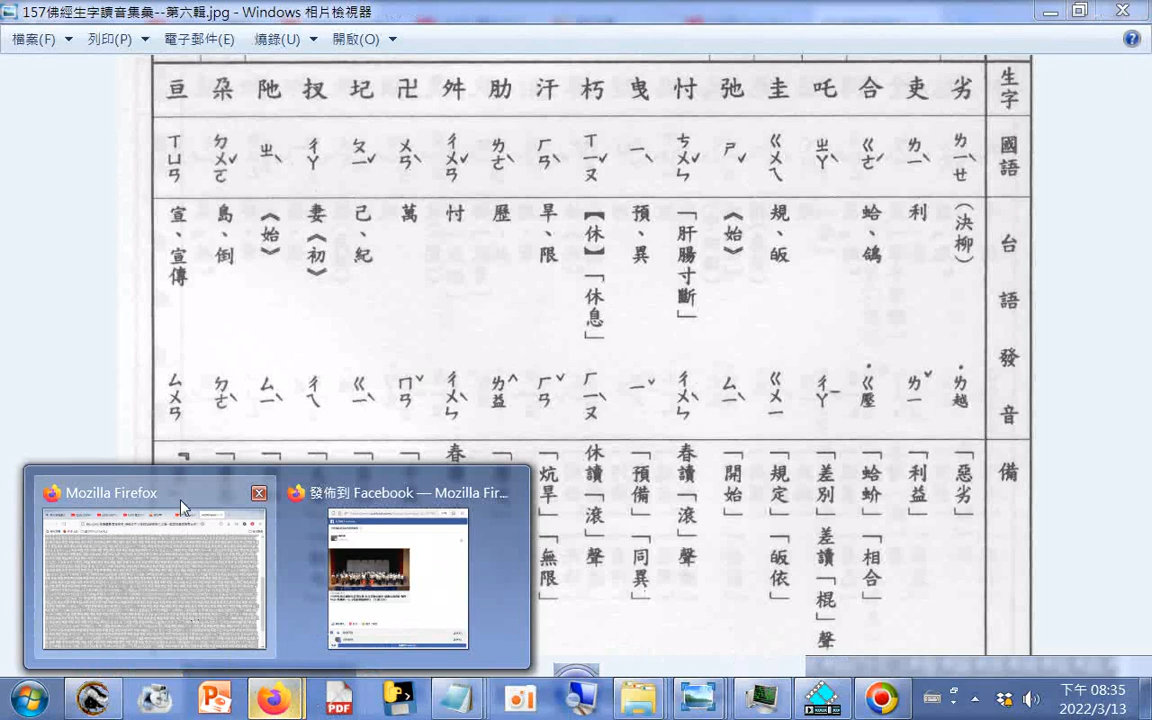 157佛經生字讀音集彙--第六輯.jpg - Windows 相片檢視器
檔案(F) 列印(P) 電子郵件(E) 燒錄(U) 開啟(O)
生字 國語 台語發音 備
劣 ㄌㄧㄝˋ (決柳) ㄌ越 「惡劣」
吏 ㄌㄧˋ 利 ㄌㄧˇ 「利益」
合 ㄍㄜˊ 蛤、鴿 ㄍ壓 「蛤蚧」「相合」
吒 ㄓㄚˋ ㄔㄚ 「差別」差讀「棍」聲
圭 ㄍㄨㄟ 規、皈 ㄍㄨㄧ 「規定」「皈依」
弛 ㄕˇ 《始》 ㄙㄧˋ 「開始」
忖 ㄘㄨㄣˇ 「肝腸寸斷」 ㄔㄨㄣˋ 春讀「滾」聲
曳 ㄧˋ 預、異 ㄧˇ 「預備」「同異」
朽 ㄒㄧㄡˇ 【休】「休息」 ㄏㄧㄡ 休讀「滾」聲
汗 ㄏㄢˋ 旱、限 ㄏㄢˇ 「炕旱」「無限」
肋 ㄌㄜˋ 歷 ㄌ益
舛 ㄔㄨㄢˇ 忖 ㄔㄨㄣˋ 春
卍 ㄨㄢˋ 萬 ㄇㄢˇ
圮 ㄆㄧˇ 己、紀 ㄍㄧˋ
扠 ㄔㄚ 妻《初》 ㄔㄟ
阤 ㄓˋ 《始》 ㄙㄧˋ
朵 ㄉㄨㄛˇ 島、倒 ㄉㄜˋ
亘 ㄒㄩㄢ 宣、宣傳 ㄙㄨㄢ
Mozilla Firefox
發佈到 Facebook — Mozilla Fir...
下午 08:35
2022/3/13